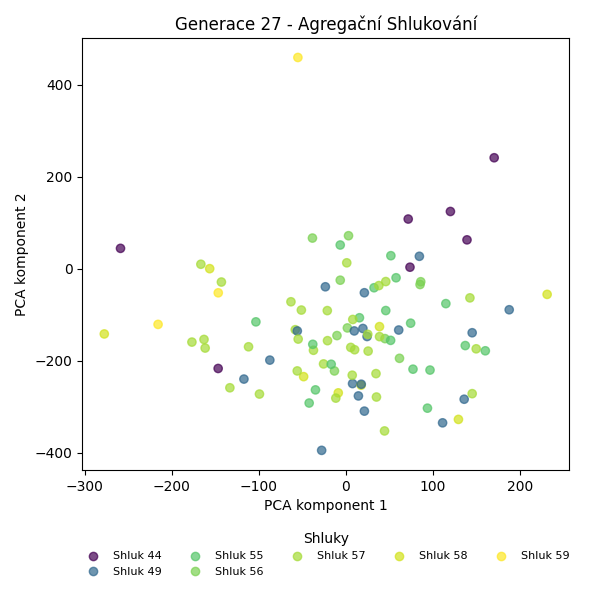 Generace 27 - Agregační Shlukování
PCA komponent 2
400
200
0
−200
−400
−300
−200
−100
0
100
200
PCA komponent 1
Shluky
Shluk 44
Shluk 55
Shluk 57
Shluk 58
Shluk 59
Shluk 49
Shluk 56